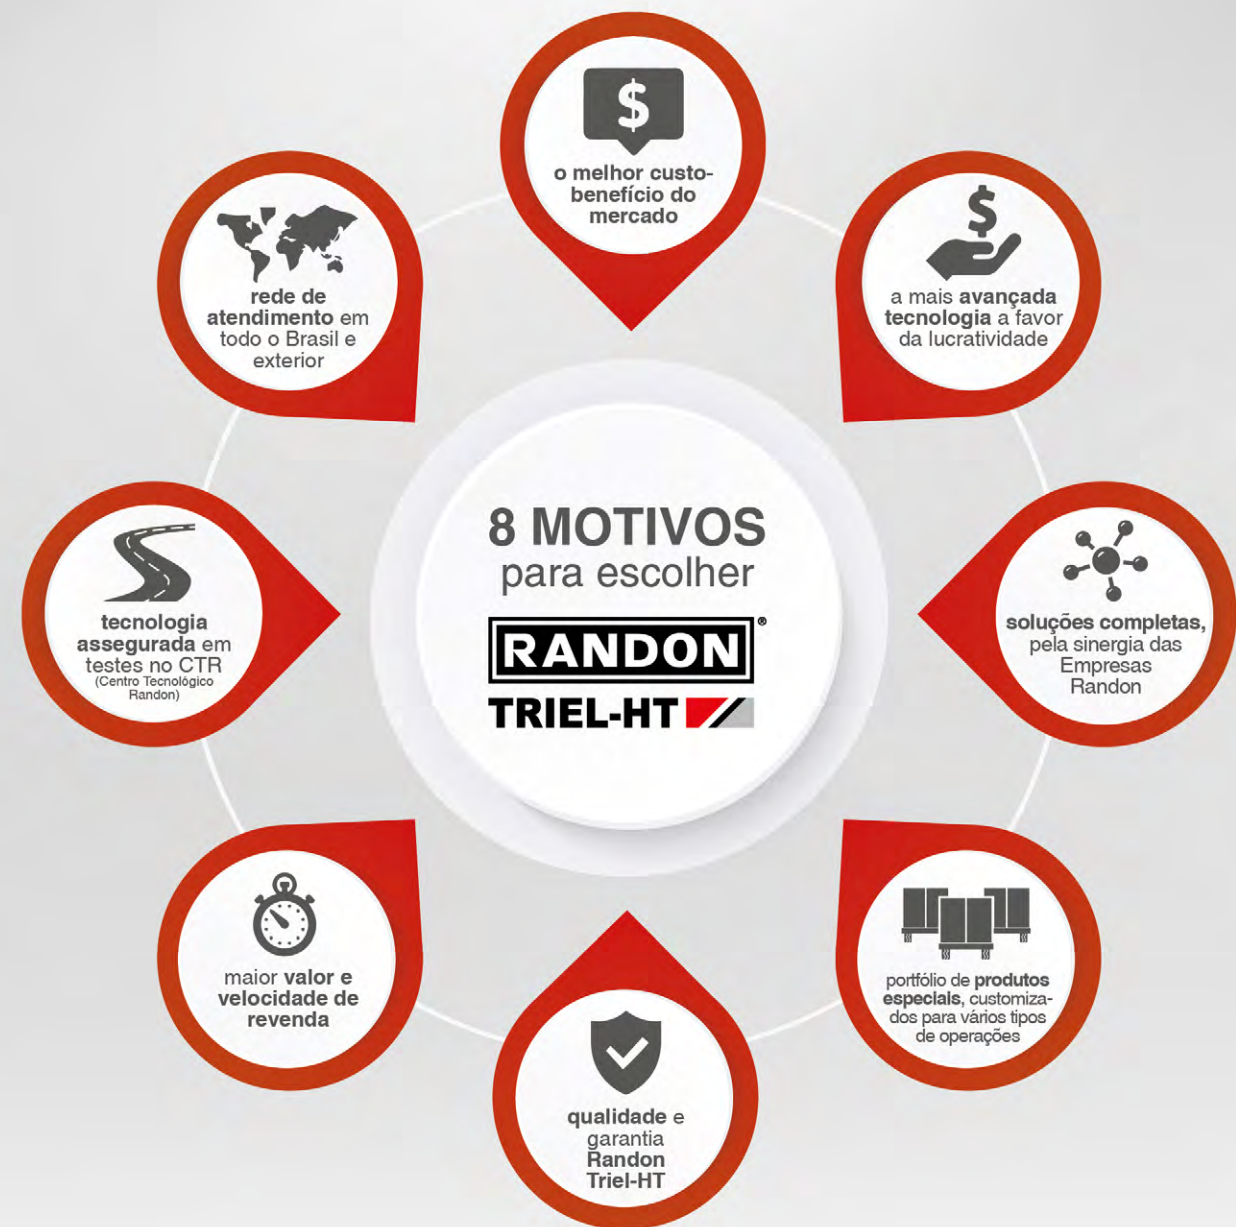 $
o melhor custo-
benefício do
mercado
$
a mais avançada
tecnologia a favor
da lucratividade
soluções completas,
pela sinergia das
Empresas
Randon
portfólio de produtos
especiais, customiza-
dos para vários tipos
de operações
qualidade e
garantia
Randon
Triel-HT
maior valor e
velocidade de
revenda
tecnologia
assegurada em
testes no CTR
(Centro Tecnológico
Randon)
rede de
atendimento em
todo o Brasil e
exterior
8 MOTIVOS
para escolher
RANDON®
TRIEL-HT